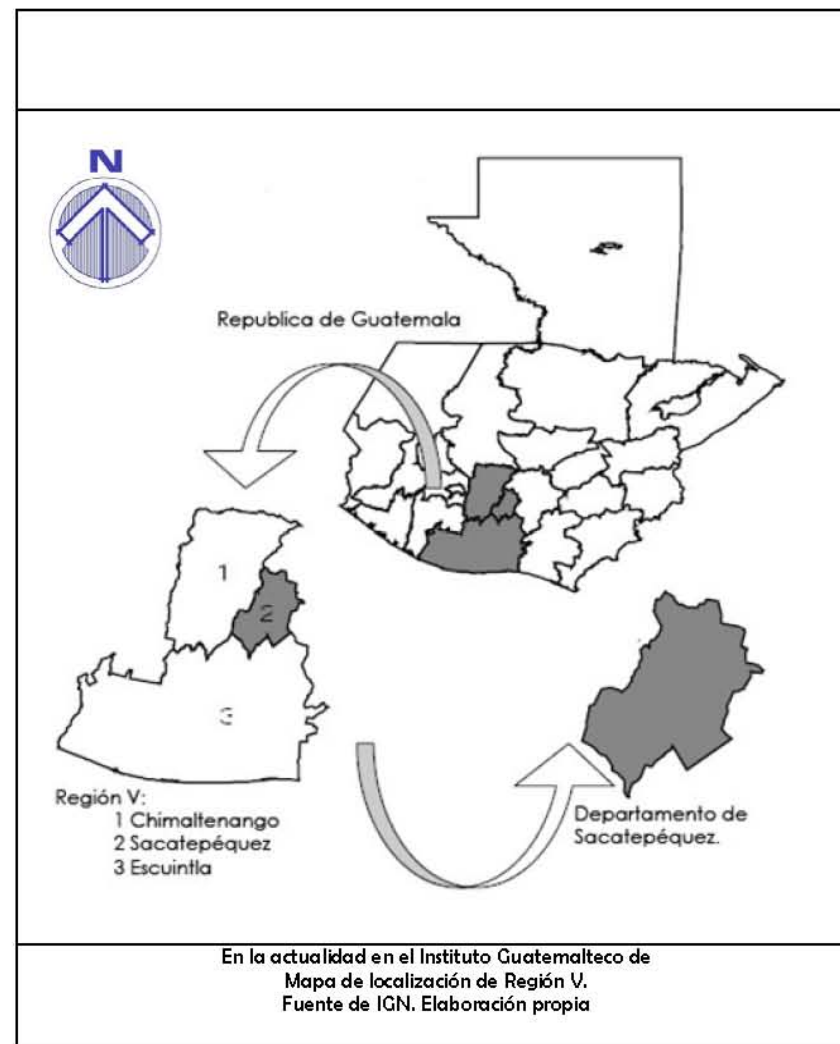 N
Republica de Guatemala
1
2
3
Región V:
1 Chimaltenango
2 Sacatepéquez
3 Escuintla
Departamento de
Sacatepéquez.
En la actualidad en el Instituto Guatemalteco de
Mapa de localización de Región V.
Fuente de IGN. Elaboración propia